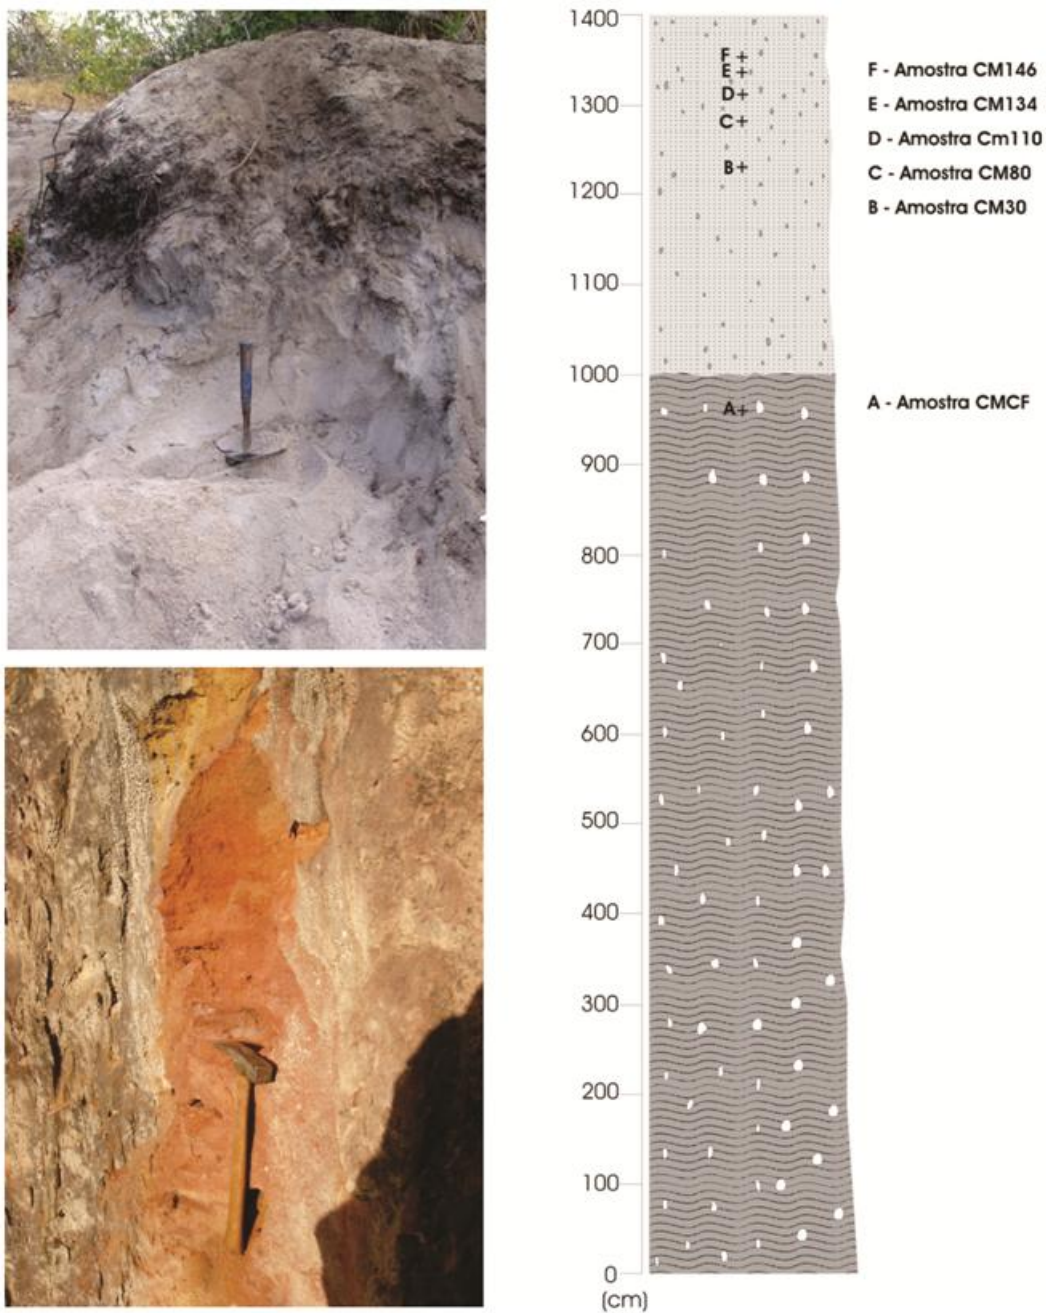 1400
F +
E +
F - Amostra CM146
D +
E - Amostra CM134
1300
C +
D - Amostra Cm110
B +
C - Amostra CM80
1200
B - Amostra CM30
1100
1000
A +
A - Amostra CMCF
900
800
700
600
500
400
300
200
100
0
(cm)